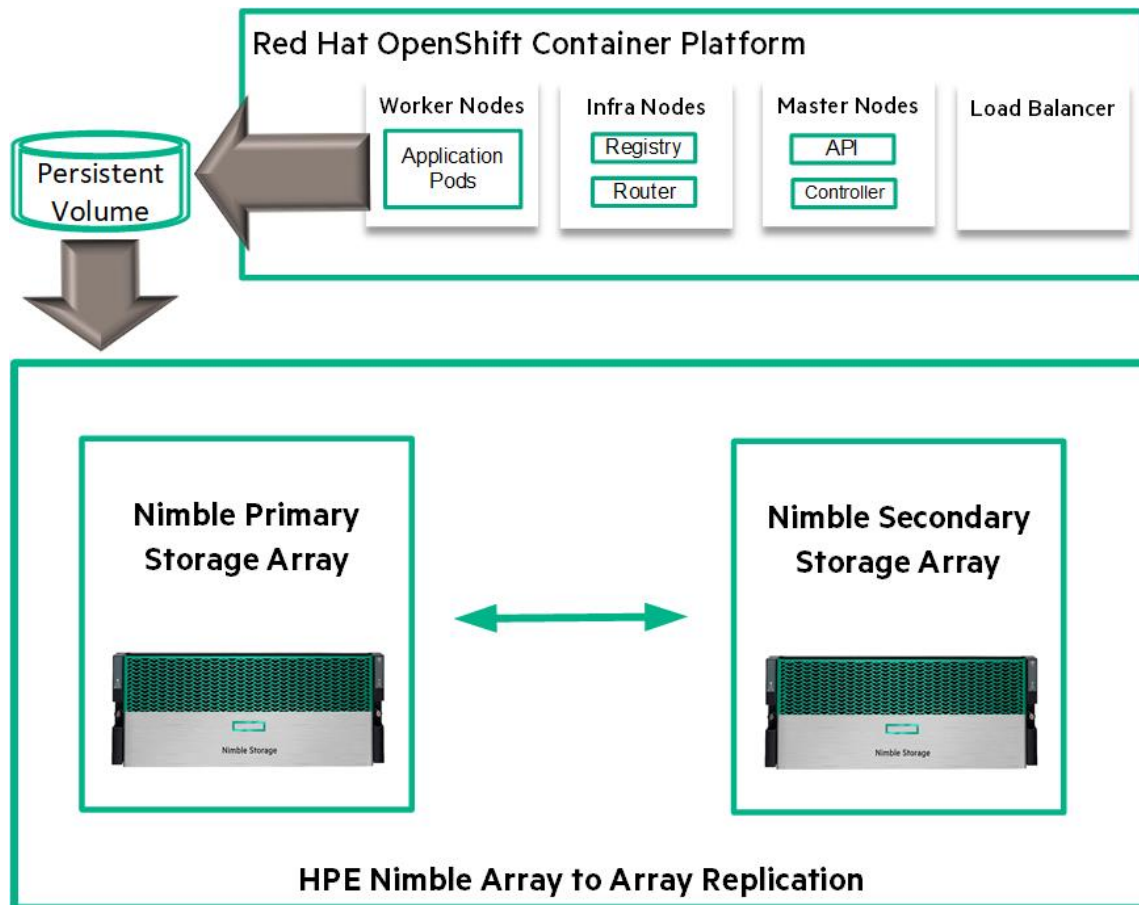 Red Hat OpenShift Container Platform
Worker Nodes
Application
Pods
Infra Nodes
Registry
Router
Master Nodes
API
Controller
Load Balancer
Persistent
Volume
Nimble Primary
Storage Array
Nimble Storage
Nimble Secondary
Storage Array
Nimble Storage
HPE Nimble Array to Array Replication